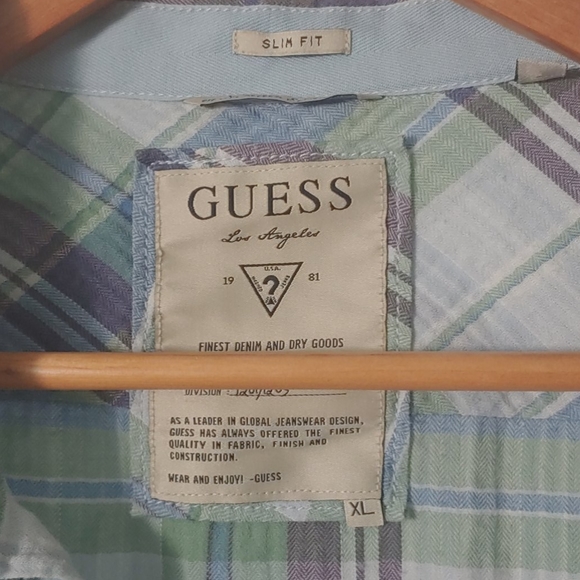 SLIM FIT
GUESS
Los Angeles
U.S.A.
19 ? 81
FINEST DENIM AND DRY GOODS
DIVISION :
AS A LEADER IN GLOBAL JEANSWEAR DESIGN,
GUESS HAS ALWAYS OFFERED THE FINEST
QUALITY IN FABRIC, FINISH AND
CONSTRUCTION.
WEAR AND ENJOY! -GUESS
XL